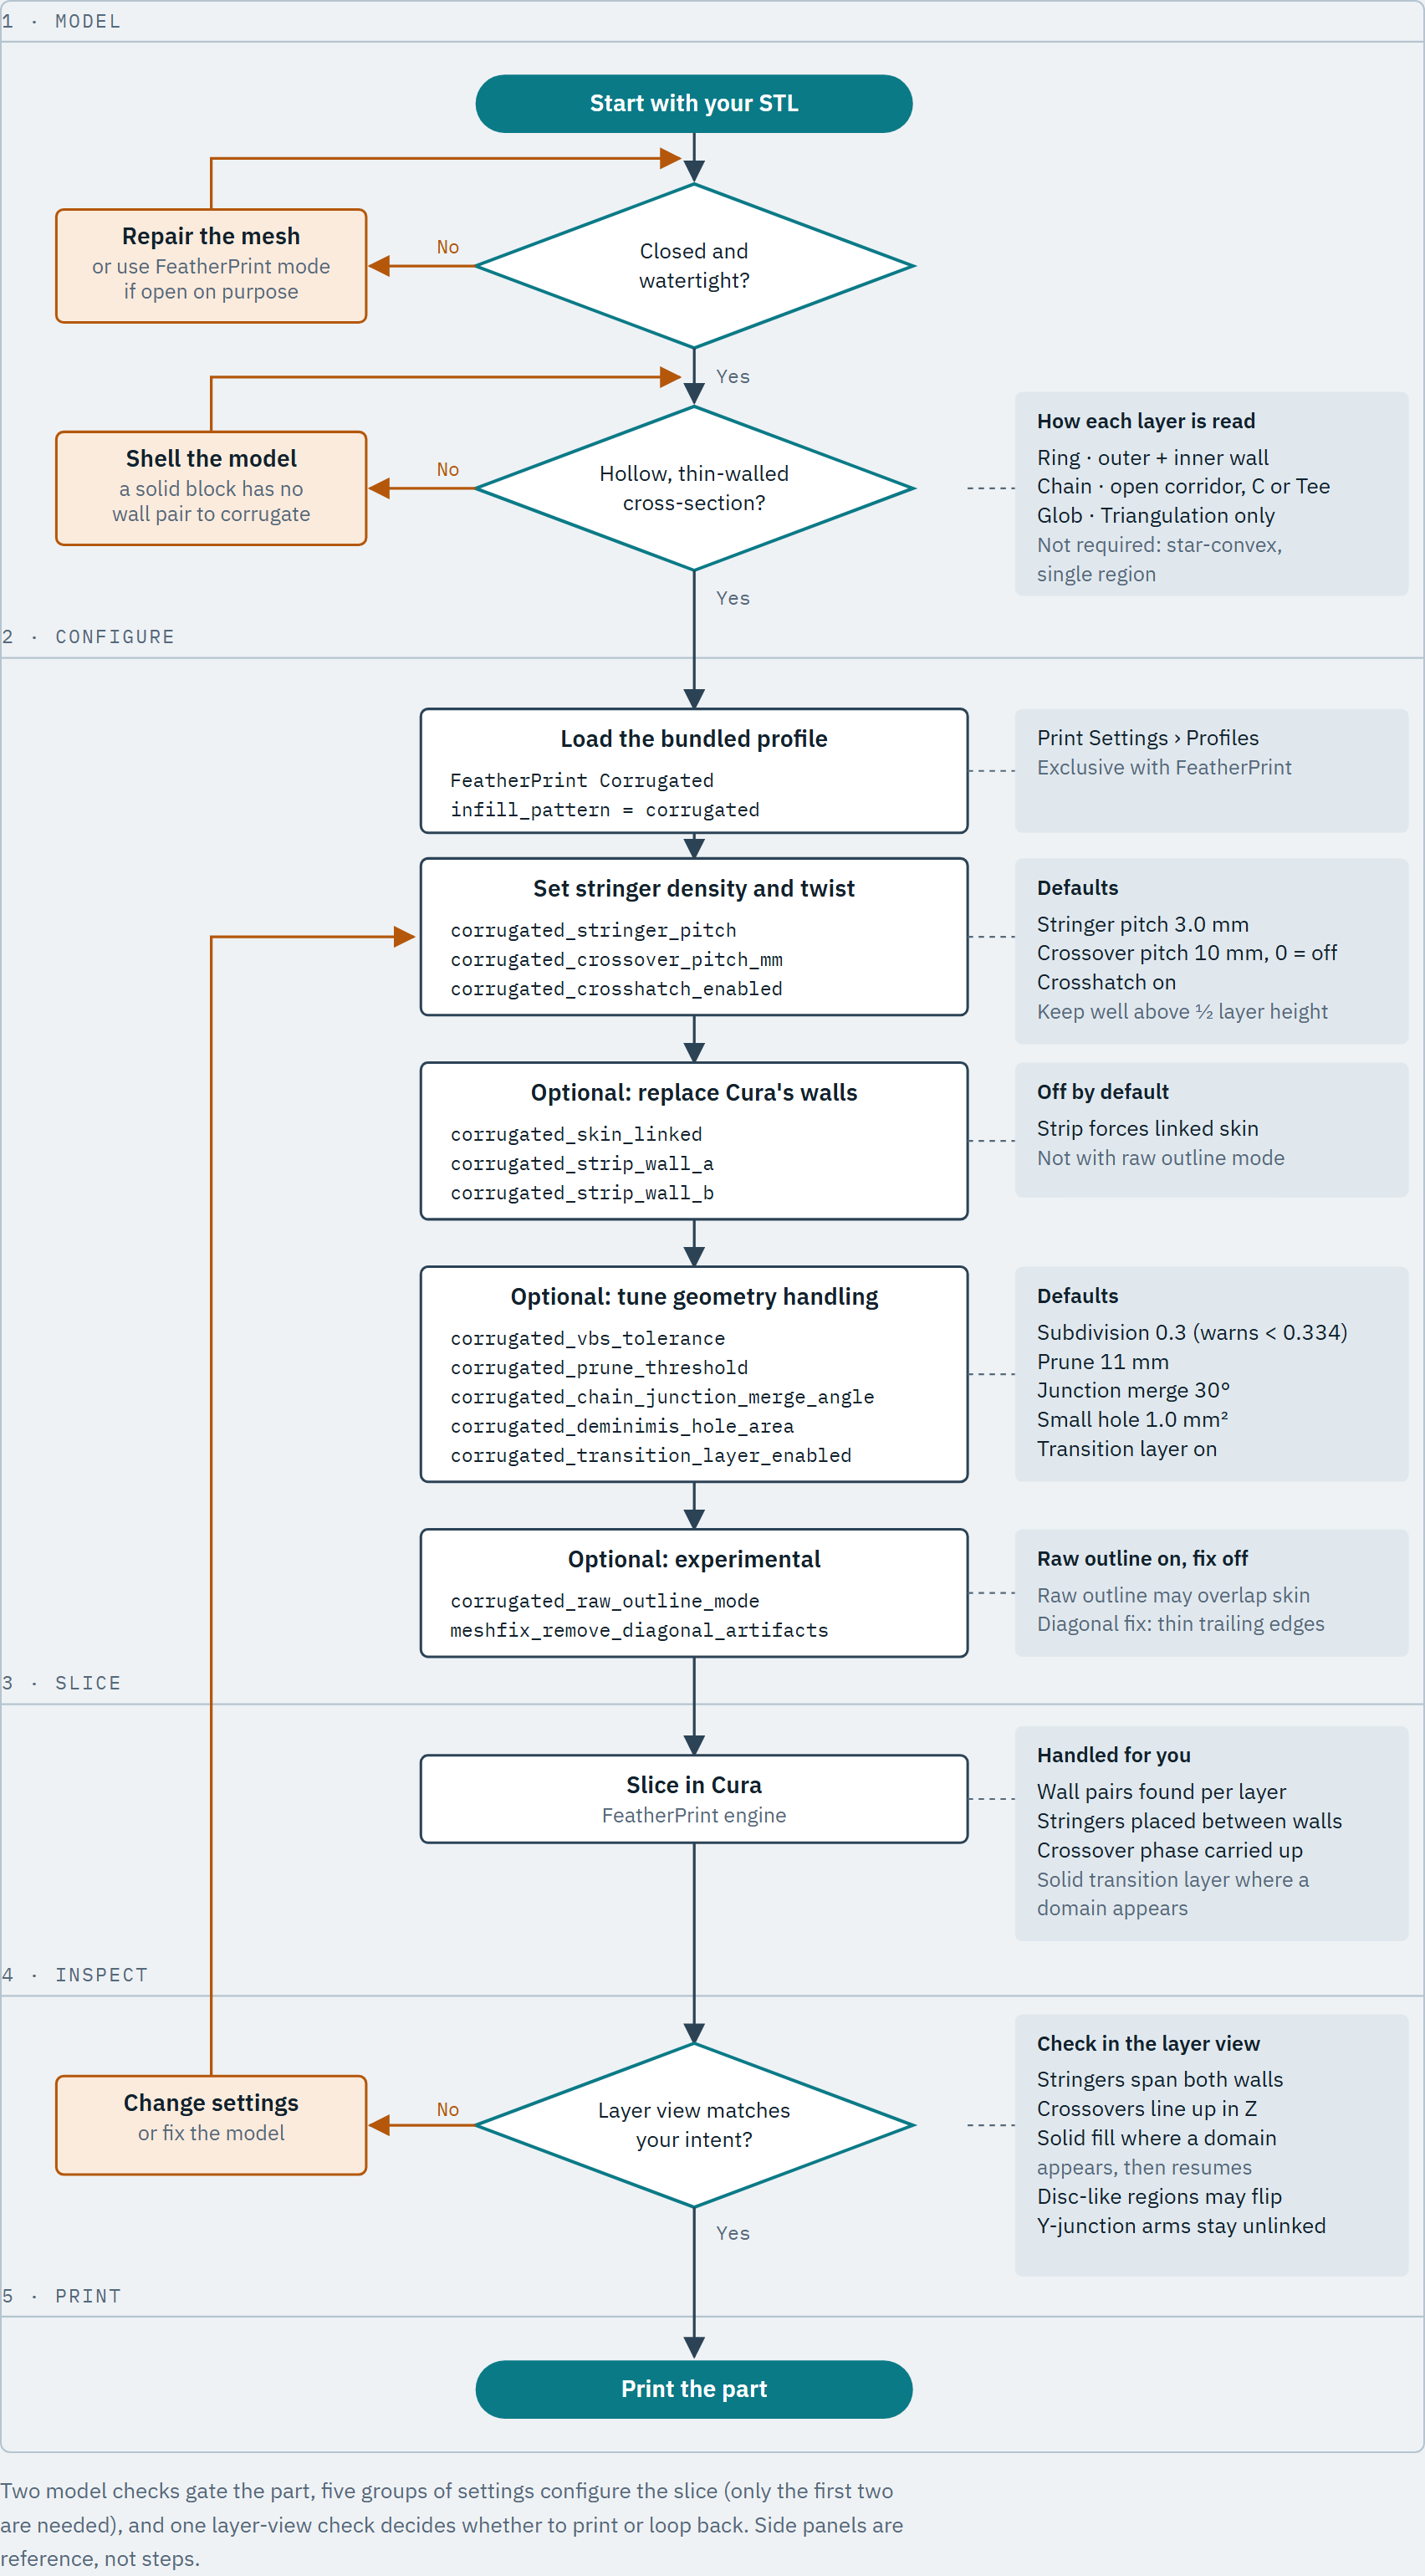 1 · MODEL
Start with your STL
Closed and
watertight?
No
Repair the mesh
or use FeatherPrint mode
if open on purpose
Yes
Hollow, thin-walled
cross-section?
No
Shell the model
a solid block has no
wall pair to corrugate
How each layer is read
Ring · outer + inner wall
Chain · open corridor, C or Tee
Glob · Triangulation only
Not required: star-convex,
single region
Yes
2 · CONFIGURE
Load the bundled profile
FeatherPrint Corrugated
infill_pattern = corrugated
Print Settings › Profiles
Exclusive with FeatherPrint
Set stringer density and twist
corrugated_stringer_pitch
corrugated_crossover_pitch_mm
corrugated_crosshatch_enabled
Defaults
Stringer pitch 3.0 mm
Crossover pitch 10 mm, 0 = off
Crosshatch on
Keep well above ½ layer height
Optional: replace Cura's walls
corrugated_skin_linked
corrugated_strip_wall_a
corrugated_strip_wall_b
Off by default
Strip forces linked skin
Not with raw outline mode
Optional: tune geometry handling
corrugated_vbs_tolerance
corrugated_prune_threshold
corrugated_chain_junction_merge_angle
corrugated_deminimis_hole_area
corrugated_transition_layer_enabled
Defaults
Subdivision 0.3 (warns < 0.334)
Prune 11 mm
Junction merge 30°
Small hole 1.0 mm²
Transition layer on
Optional: experimental
corrugated_raw_outline_mode
meshfix_remove_diagonal_artifacts
Raw outline on, fix off
Raw outline may overlap skin
Diagonal fix: thin trailing edges
3 · SLICE
Slice in Cura
FeatherPrint engine
Handled for you
Wall pairs found per layer
Stringers placed between walls
Crossover phase carried up
Solid transition layer where a
domain appears
4 · INSPECT
Layer view matches
your intent?
No
Change settings
or fix the model
Check in the layer view
Stringers span both walls
Crossovers line up in Z
Solid fill where a domain
appears, then resumes
Disc-like regions may flip
Y-junction arms stay unlinked
Yes
5 · PRINT
Print the part
Two model checks gate the part, five groups of settings configure the slice (only the first two
are needed), and one layer-view check decides whether to print or loop back. Side panels are
reference, not steps.